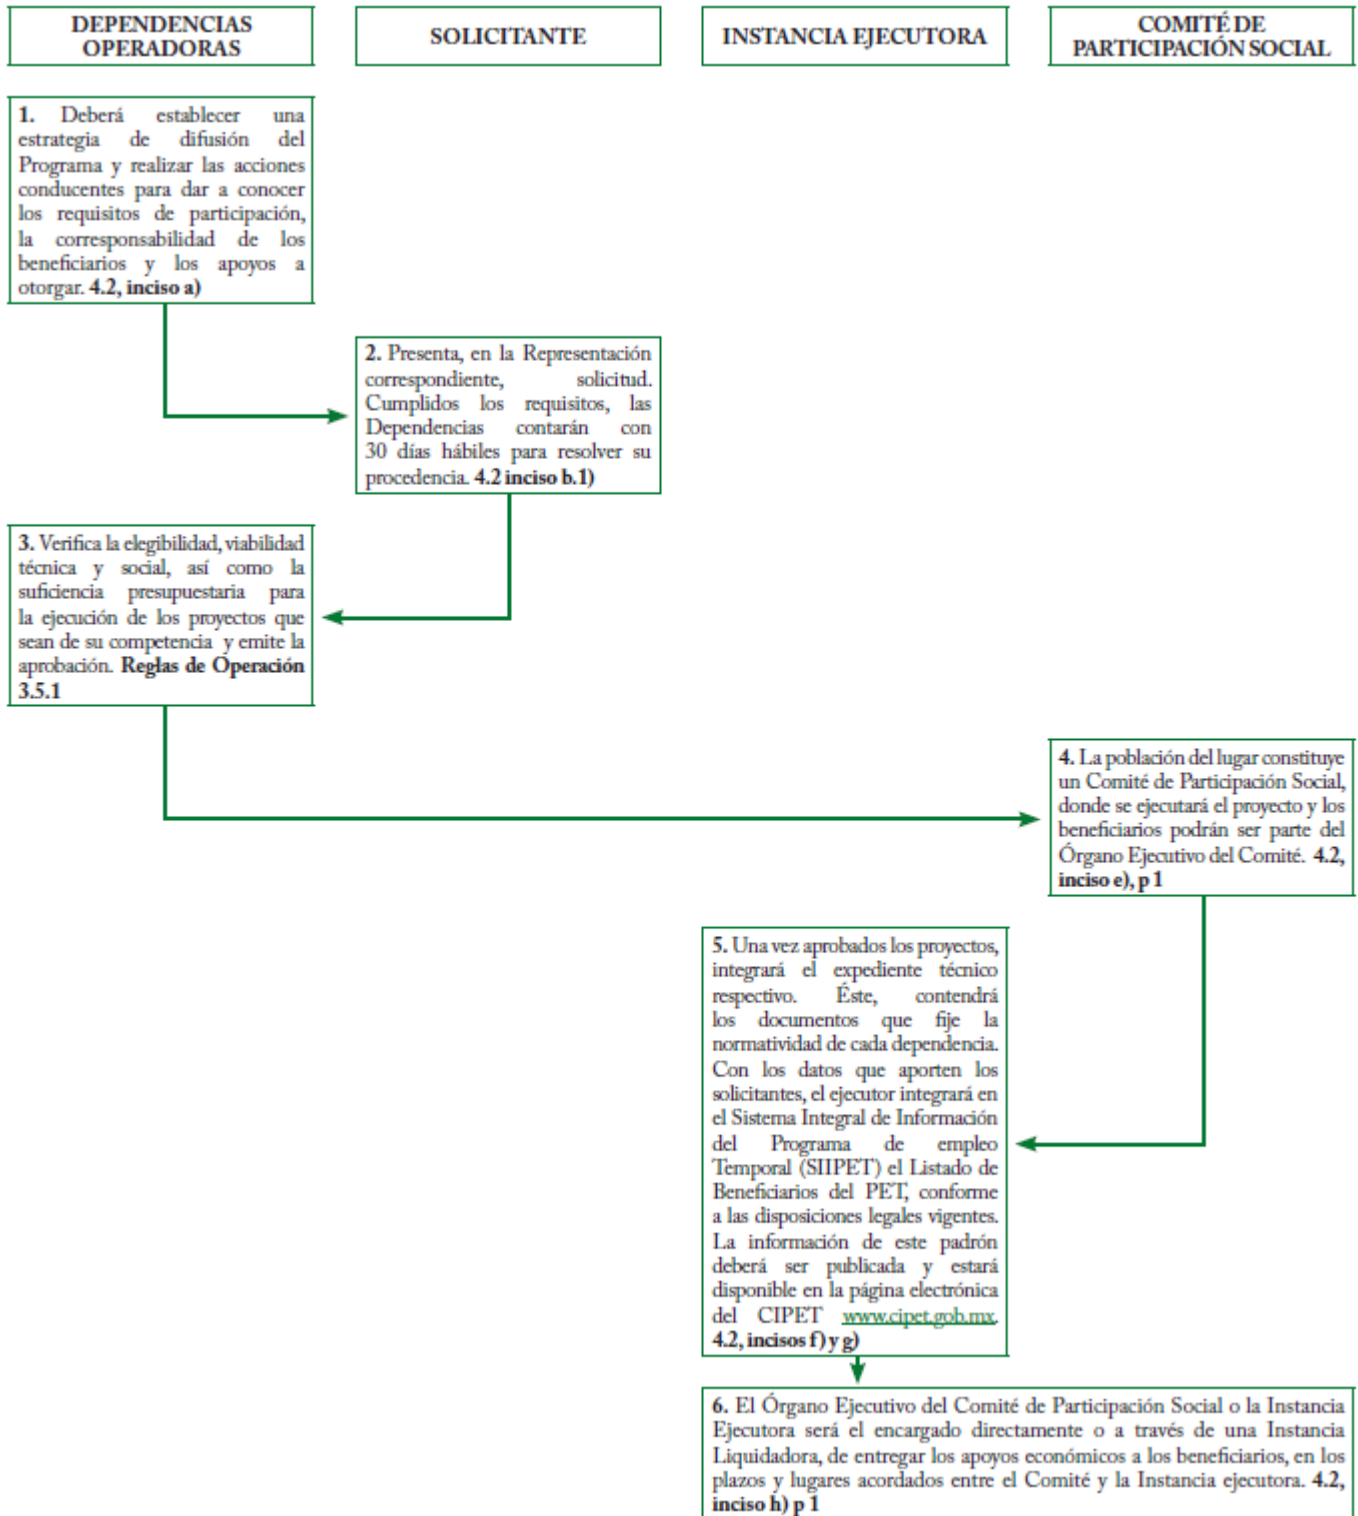 DEPENDENCIAS
OPERADORAS
SOLICITANTE
INSTANCIA EJECUTORA
COMITÉ DE
PARTICIPACIÓN SOCIAL
1. Deberá establecer una
estrategia de difusión del
Programa y realizar las acciones
conducentes para dar a conocer
los requisitos de participación,
la corresponsabilidad de los
beneficiarios y los apoyos a
otorgar. 4.2, inciso a)
2. Presenta, en la Representación
correspondiente, solicitud.
Cumplidos los requisitos, las
Dependencias contarán con
30 días hábiles para resolver su
procedencia. 4.2 inciso b.1)
3. Verifica la elegibilidad, viabilidad
técnica y social, así como la
suficiencia presupuestaria para
la ejecución de los proyectos que
sean de su competencia y emite la
aprobación. Reglas de Operación
3.5.1
4. La población del lugar constituye
un Comité de Participación Social,
donde se ejecutará el proyecto y los
beneficiarios podrán ser parte del
Órgano Ejecutivo del Comité. 4.2,
inciso e), p 1
5. Una vez aprobados los proyectos,
integrará el expediente técnico
respectivo. Éste, contendrá
los documentos que fije la
normatividad de cada dependencia.
Con los datos que aporten los
solicitantes, el ejecutor integrará en
el Sistema Integral de Información
del Programa de empleo
Temporal (SIIPET) el Listado de
Beneficiarios del PET, conforme
a las disposiciones legales vigentes.
La información de este padrón
deberá ser publicada y estará
disponible en la página electrónica
del CIPET www.cipet.gob.mx.
4.2, incisos f) y g)
6. El Órgano Ejecutivo del Comité de Participación Social o la Instancia
Ejecutora será el encargado directamente o a través de una Instancia
Liquidadora, de entregar los apoyos económicos a los beneficiarios, en los
plazos y lugares acordados entre el Comité y la Instancia ejecutora. 4.2,
inciso h) p 1